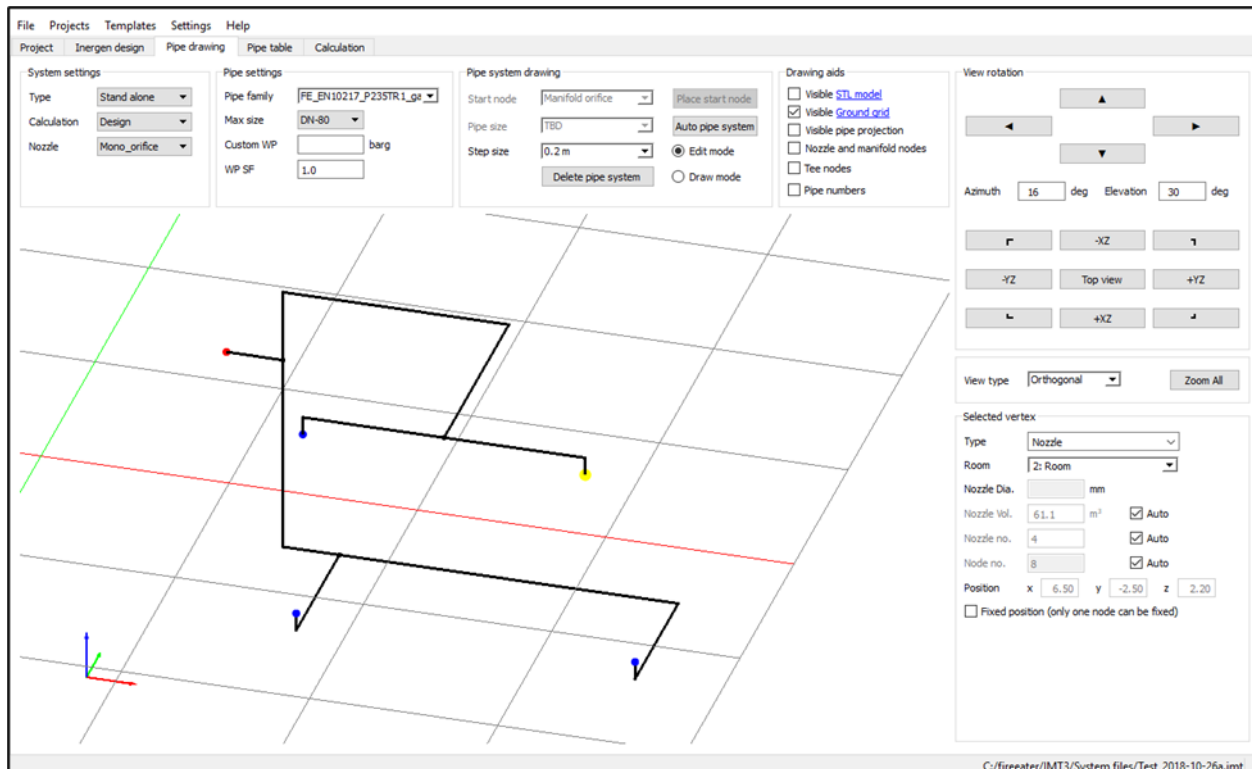 File Projects Templates Settings Help
Project Inergen design Pipe drawing Pipe table Calculation
System settings
Type Stand alone
Calculation Design
Nozzle Mono_orifice
Pipe settings
Pipe family FE_EN10217_P235TR1_ga
Max size DN-80
Custom WP barg
WP SF 1.0
Pipe system drawing
Start node Manifold orifice Place start node
Pipe size TBD Auto pipe system
Step size 0.2 m Edit mode
Delete pipe system Draw mode
Drawing aids
Visible STL model
Visible Ground grid
Visible pipe projection
Nozzle and manifold nodes
Tee nodes
Pipe numbers
View rotation
Azimuth 16 deg Elevation 30 deg
-XZ
-YZ Top view +YZ
+XZ
View type Orthogonal Zoom All
Selected vertex
Type Nozzle
Room 2: Room
Nozzle Dia. mm
Nozzle Vol. 61.1 m³ Auto
Nozzle no. 4 Auto
Node no. 8 Auto
Position x 6.50 y -2.50 z 2.20
Fixed position (only one node can be fixed)
C:/fireeater/IMT3/System files/Test_2018-10-26a.imt